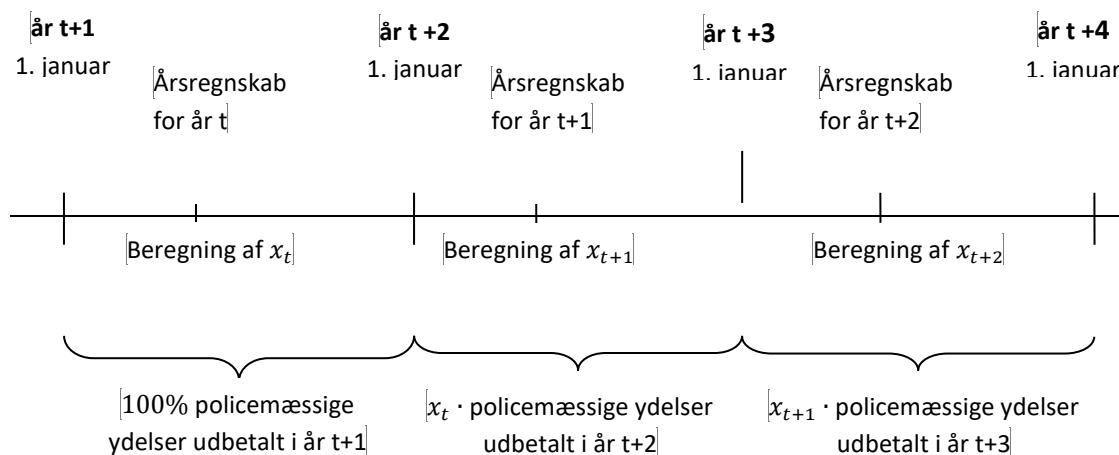 år t+1
1. januar
år t +2
1. januar
år t +3
1. januar
år t +4
1. januar
Årsregnskab
for år t
Årsregnskab
for år t+1
Årsregnskab
for år t+2
Beregning af x_t
Beregning af x_{t+1}
Beregning af x_{t+2}
100% policemæssige
ydelser udbetalt i år t+1
x_t · policemæssige ydelser
udbetalt i år t+2
x_{t+1} · policemæssige ydelser
udbetalt i år t+3